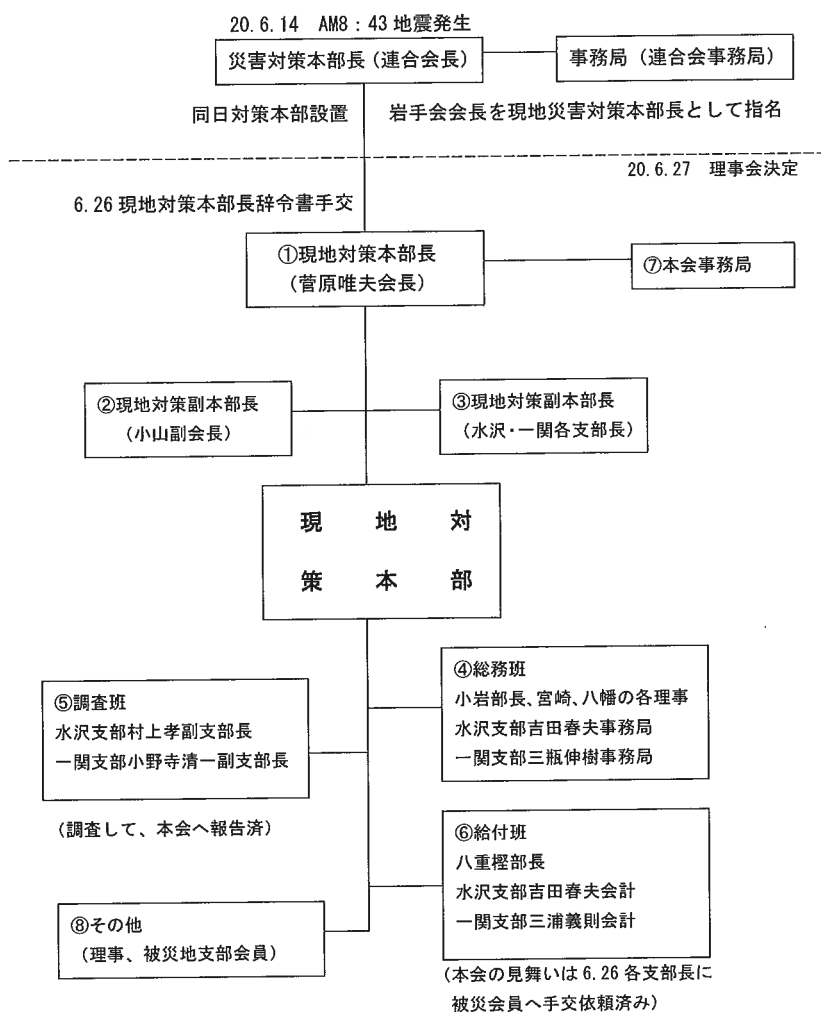 20.6.14 AM8：43 地震発生
災害対策本部長（連合会長）
事務局（連合会事務局）
同日対策本部設置
岩手会会長を現地災害対策本部長として指名
20.6.27 理事会決定
6.26 現地対策本部長辞令書手交
①現地対策本部長
（菅原唯夫会長）
⑦本会事務局
②現地対策副本部長
（小山副会長）
③現地対策副本部長
（水沢・一関各支部長）
現地対
策本部
④総務班
小岩部長、宮崎、八幡の各理事
水沢支部吉田春夫事務局
一関支部三瓶伸樹事務局
⑤調査班
水沢支部村上孝副支部長
一関支部小野寺清一副支部長
（調査して、本会へ報告済）
⑥給付班
八重樫部長
水沢支部吉田春夫会計
一関支部三浦義則会計
（本会の見舞いは 6.26 各支部長に
被災会員へ手交依頼済み）
⑧その他
（理事、被災地支部会員）